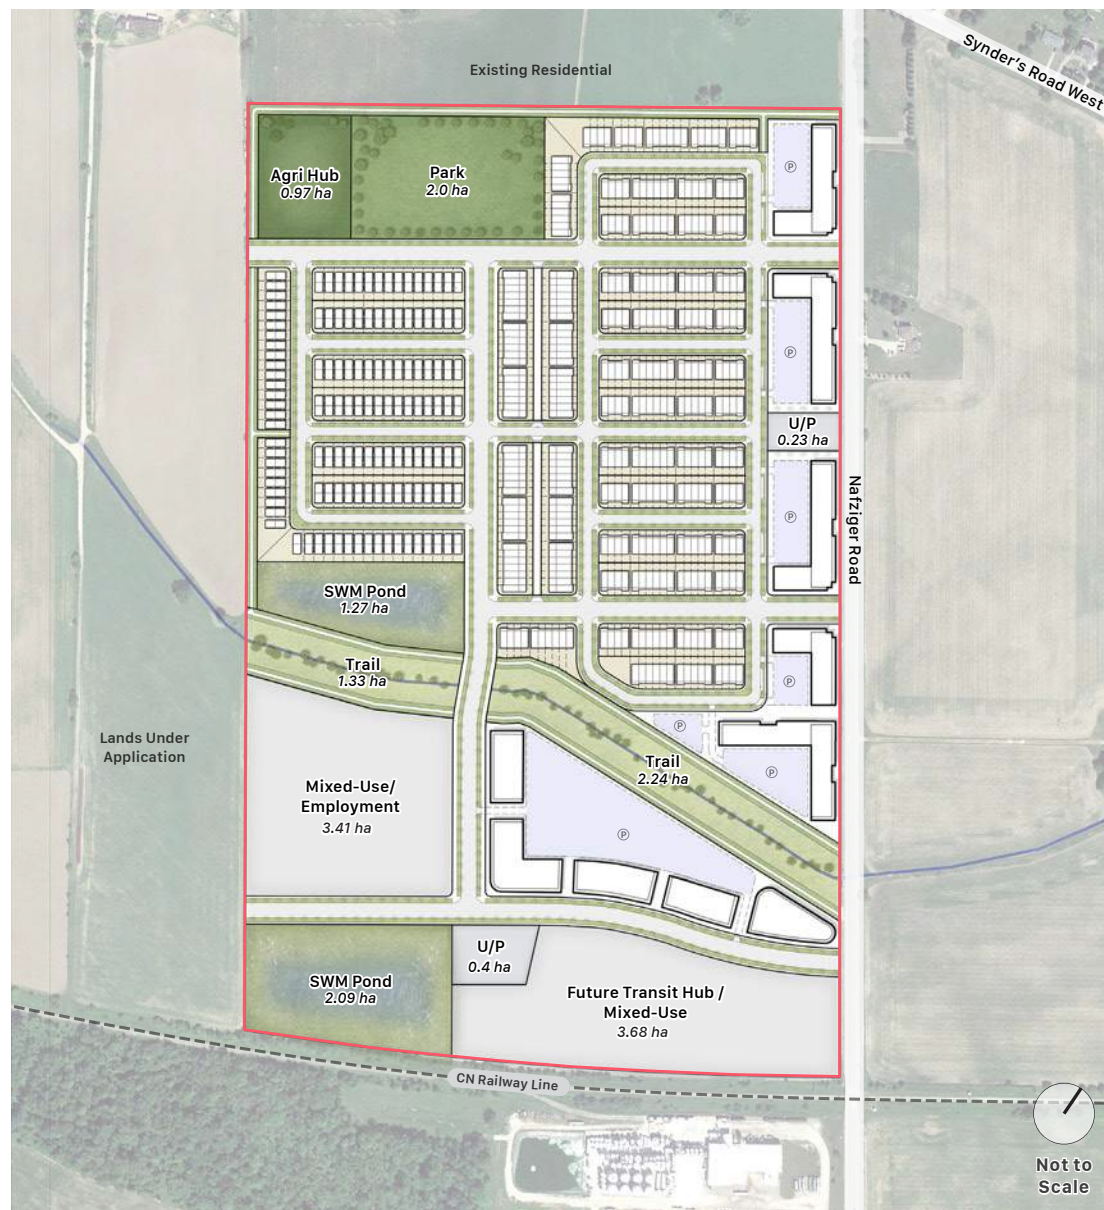 Synder's Road West
Existing Residential
Agri Hub
0.97 ha
Park
2.0 ha
P
P
U/P
0.23 ha
Nafziger Road
P
SWM Pond
1.27 ha
Trail
1.33 ha
P
P
Lands Under
Application
Trail
2.24 ha
P
Mixed-Use/
Employment
3.41 ha
P
U/P
0.4 ha
SWM Pond
2.09 ha
Future Transit Hub /
Mixed-Use
3.68 ha
CN Railway Line
Not to
Scale